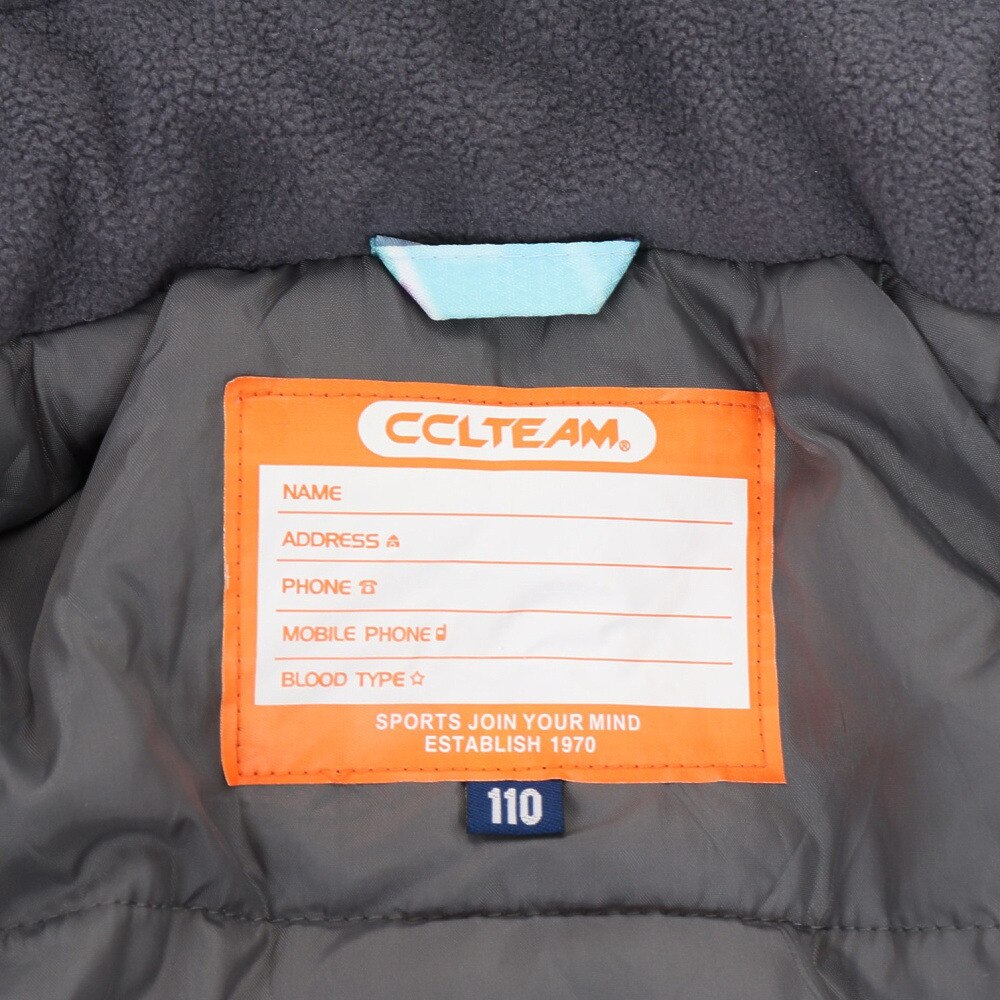 CCLTEAM®
NAME
ADDRESS
PHONE
MOBILE PHONE
BLOOD TYPE
SPORTS JOIN YOUR MIND
ESTABLISH 1970
110